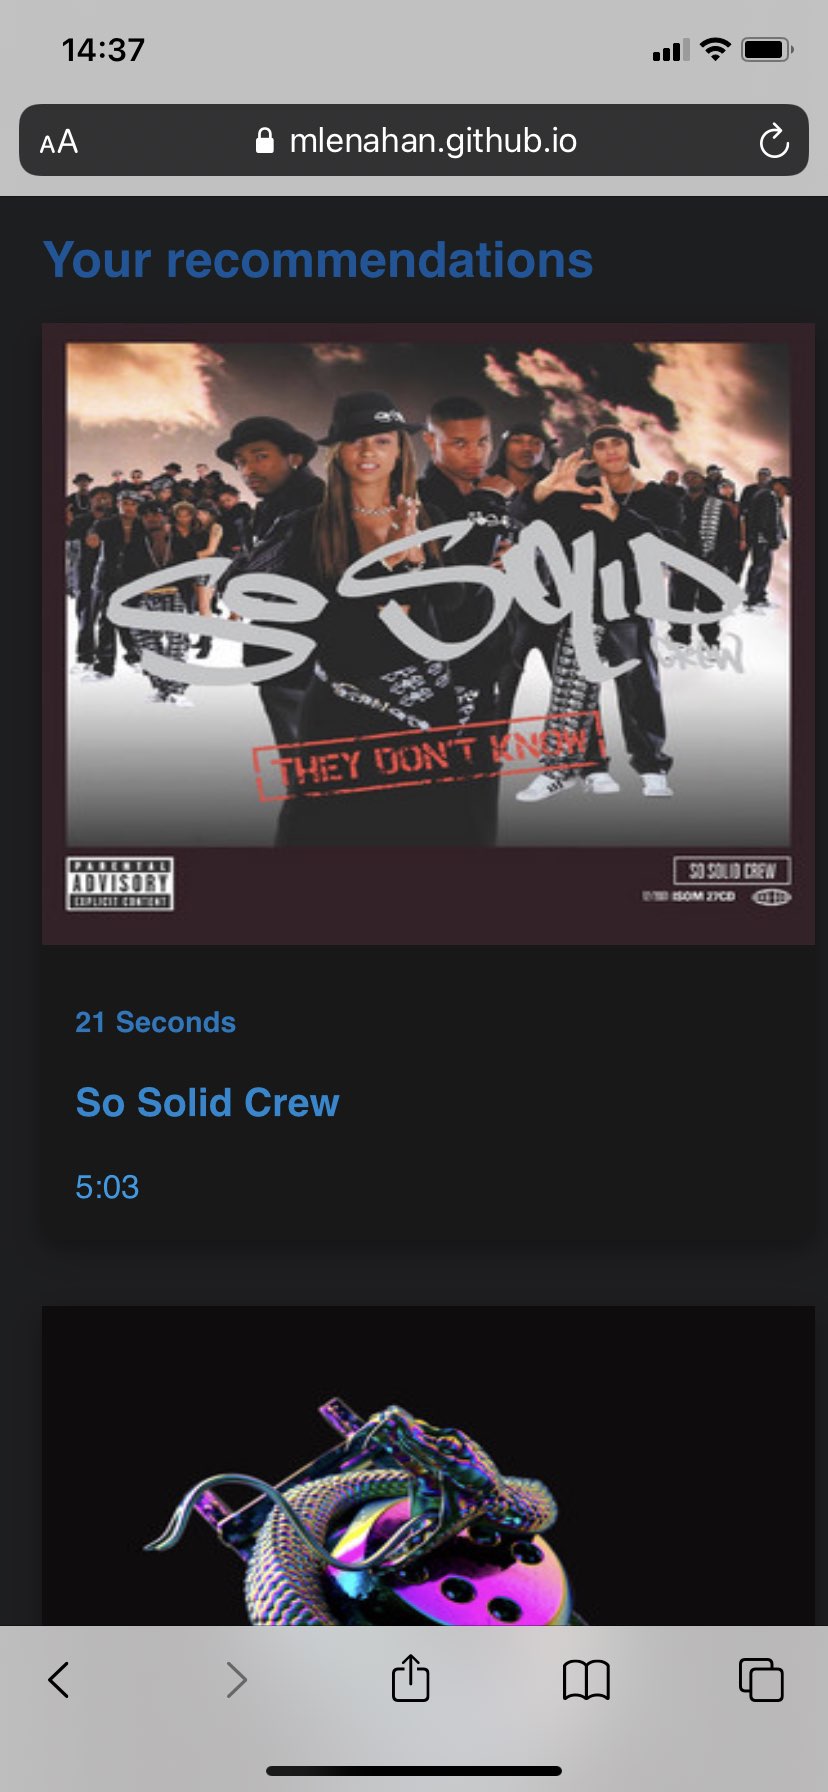 14:37
AA
mlenahan.github.io
Your recommendations
So Solid
CREW
THEY DON'T KNOW
PARENTAL
ADVISORY
EXPLICIT CONTENT
SO SOLID CREW
ISOM 27CD
21 Seconds
So Solid Crew
5:03